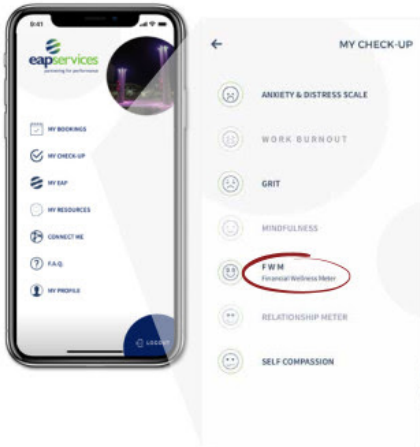 9:41
eapservices
partnering for performance
MY BOOKINGS
MY CHECK-UP
MY EAP
MY RESOURCES
CONNECT ME
F.A.Q.
MY PROFILE
LOGOUT
MY CHECK-UP
ANXIETY & DISTRESS SCALE
WORK BURNOUT
GRIT
MINDFULNESS
FWM
Financial Wellness Meter
RELATIONSHIP METER
SELF COMPASSION